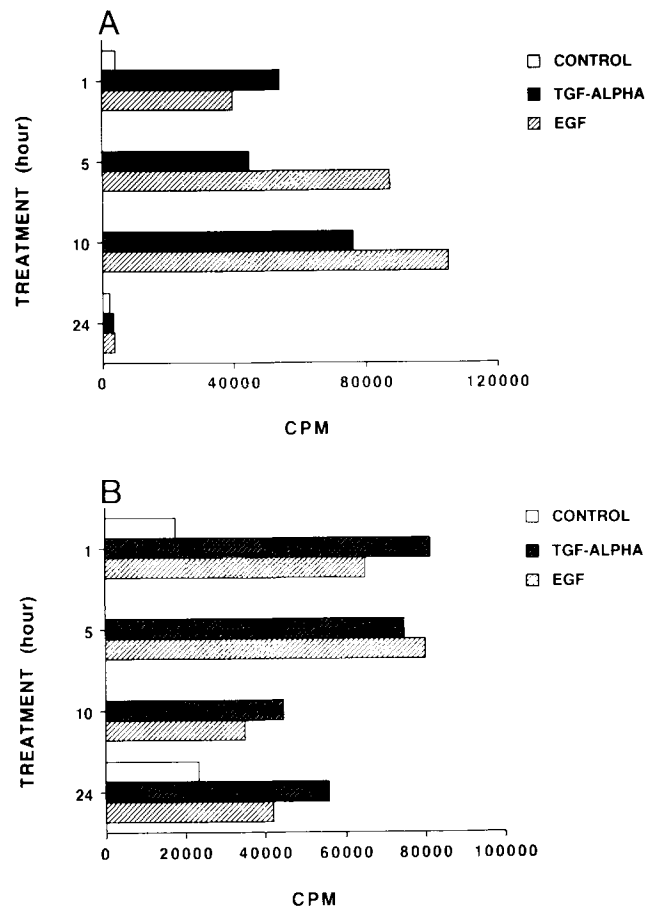 A
CONTROL
TGF-ALPHA
EGF
TREATMENT (hour)
1
5
10
24
0 40000 80000 120000
CPM
B
CONTROL
TGF-ALPHA
EGF
TREATMENT (hour)
1
5
10
24
0 20000 40000 60000 80000 100000
CPM